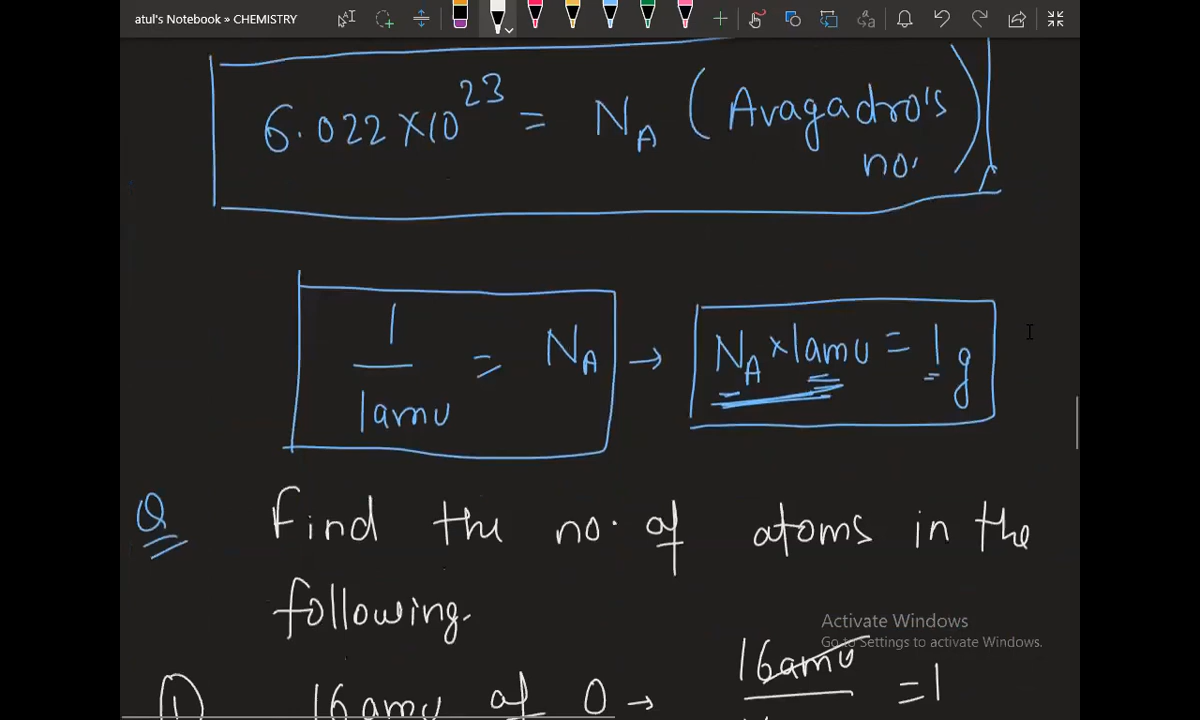 atul's Notebook » CHEMISTRY
6.022×10^23 = N_A (Avagadro's no.)
1/1amu = N_A → N_A×1amu = 1g
Q Find the no. of atoms in the
following.
Activate Windows
Go to Settings to activate Windows.
① 16amu of O → 16amu = 1